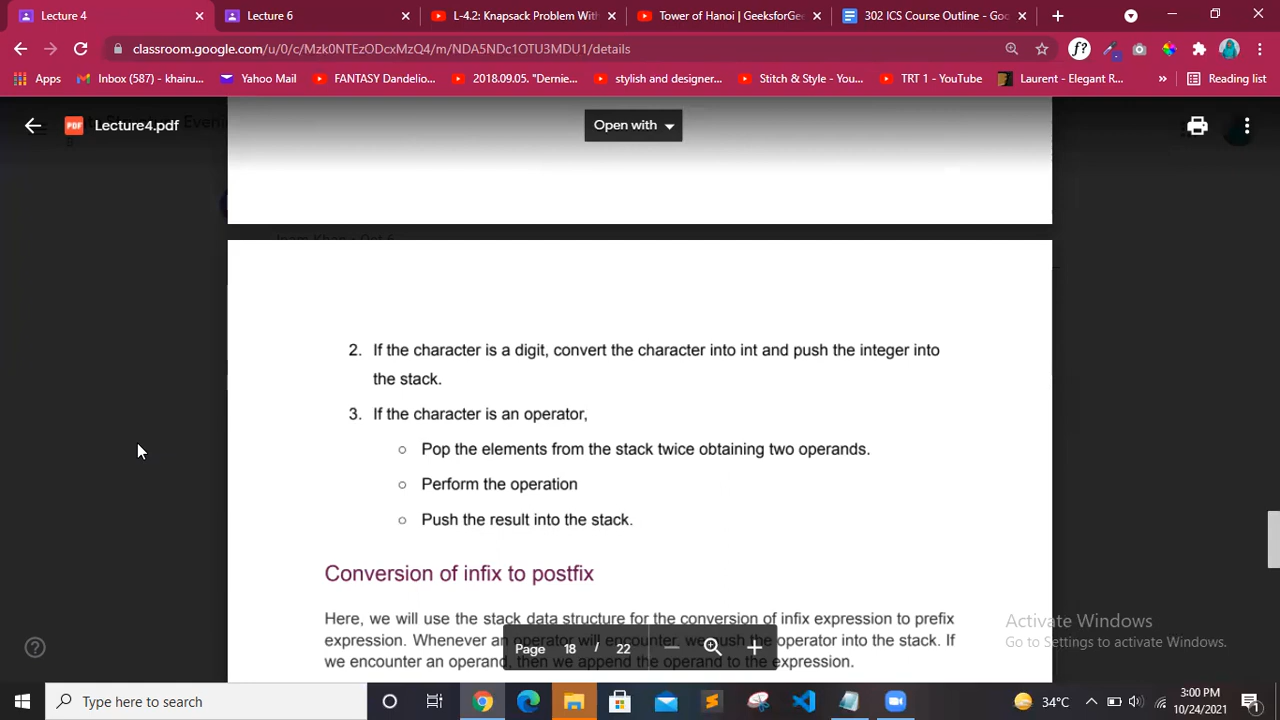 Lecture 4
Lecture 6
L-4.2: Knapsack Problem With
Tower of Hanoi | GeeksforGe
302 ICS Course Outline - Goo
classroom.google.com/u/0/c/Mzk0NTEzODcxMzQ4/m/NDA5NDc1OTU3MDU1/details
Apps
Inbox (587) - khairu...
Yahoo Mail
FANTASY Dandelio...
2018.09.05. "Dernie...
stylish and designer...
Stitch & Style - You...
TRT 1 - YouTube
Laurent - Elegant R...
»
Reading list
PDF
Lecture4.pdf
Open with
2. If the character is a digit, convert the character into int and push the integer into
the stack.
3. If the character is an operator,
○ Pop the elements from the stack twice obtaining two operands.
○ Perform the operation
○ Push the result into the stack.
Conversion of infix to postfix
Here, we will use the stack data structure for the conversion of infix expression to prefix
expression. Whenever an operator will encounter, we push the operator into the stack. If
we encounter an operand, then we append the operand to the expression.
Page 18 / 22
Activate Windows
Go to Settings to activate Windows.
Type here to search
34°C
3:00 PM
10/24/2021